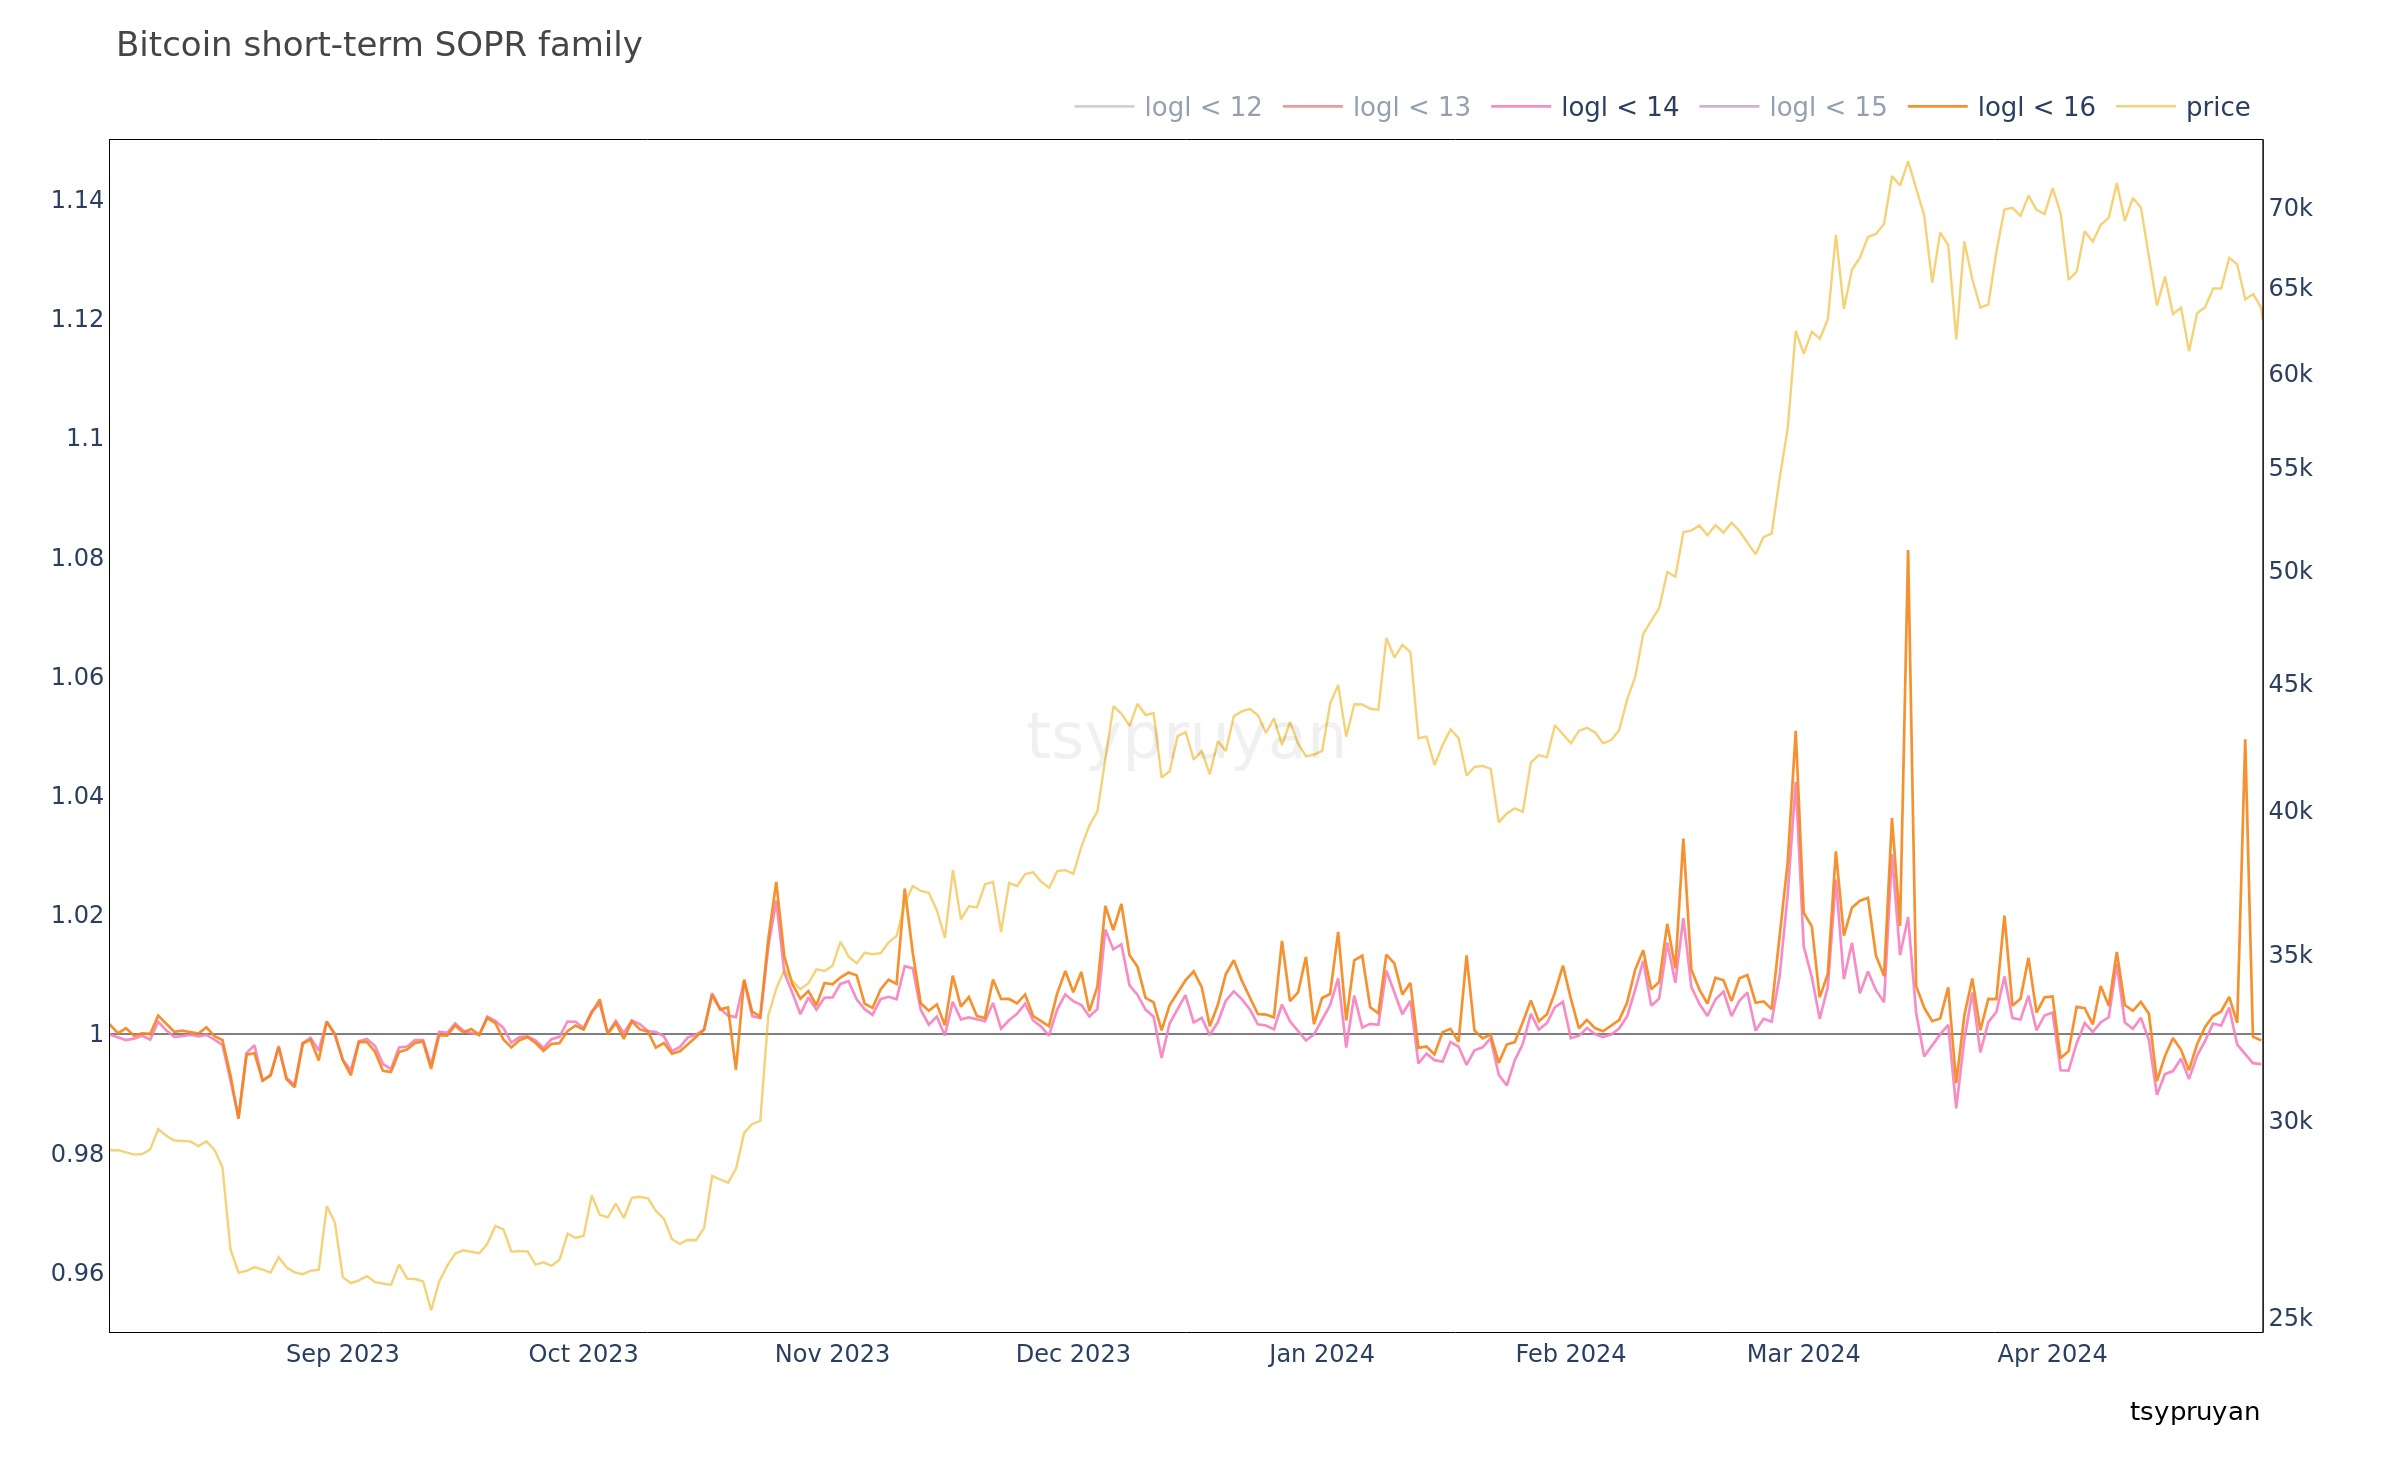 Bitcoin short-term SOPR family
logl < 12 logl < 13 logl < 14 logl < 15 logl < 16 price
1.14
1.12
1.1
1.08
1.06
1.04
1.02
1
0.98
0.96
70k
65k
60k
55k
50k
45k
40k
35k
30k
25k
tsypruyan
Sep 2023 Oct 2023 Nov 2023 Dec 2023 Jan 2024 Feb 2024 Mar 2024 Apr 2024
tsypruyan